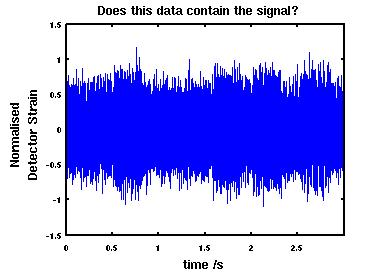 Does this data contain the signal?
1.5
1
0.5
0
-0.5
-1
-1.5
Normalised
Detector Strain
0 0.5 1 1.5 2 2.5
time /s